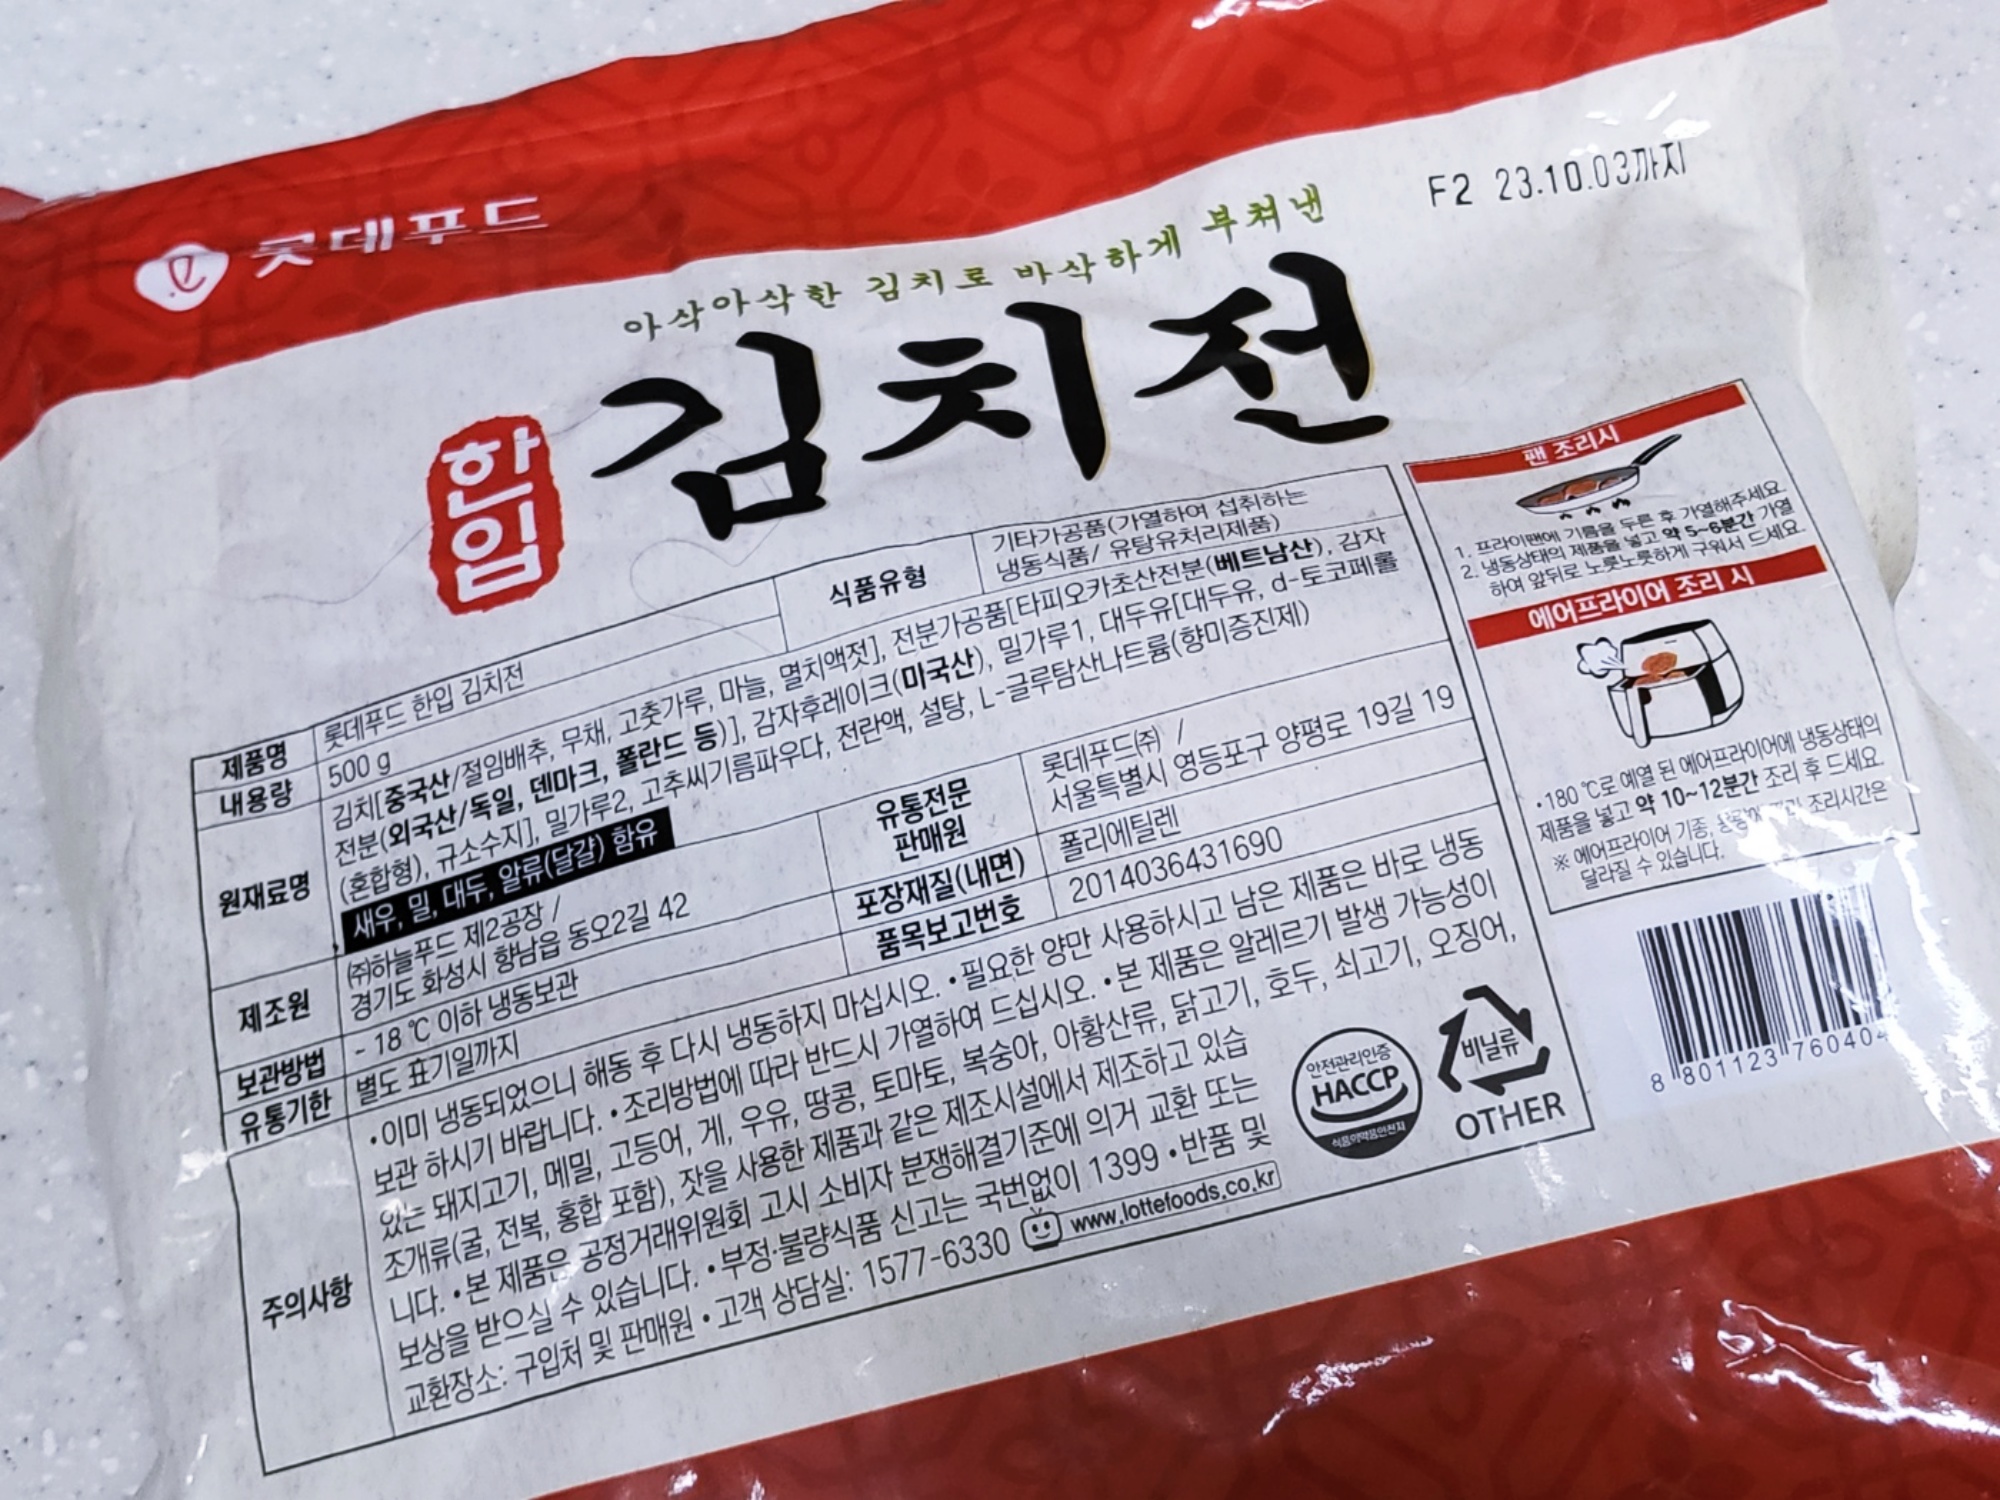 롯데푸드
F2 23.10.03까지
아삭아삭한 김치로 바삭하게 부쳐낸
한입
김치전
제품명 롯데푸드 한입 김치전
식품유형 기타가공품(가열하여 섭취하는
냉동식품/ 유탕유처리제품)
내용량 500 g
원재료명
김치[중국산/절임배추, 무채, 고춧가루, 마늘, 멸치액젓], 전분가공품[타피오카초산전분(베트남산), 감자
전분(외국산/독일, 덴마크, 폴란드 등)], 감자후레이크(미국산), 밀가루1, 대두유[대두유, d-토코페롤
(혼합형), 규소수지], 밀가루2, 고추씨기름파우다, 전란액, 설탕, L-글루탐산나트륨(향미증진제)
새우, 밀, 대두, 알류(달걀) 함유
제조원 ㈜하늘푸드 제2공장 /
경기도 화성시 향남읍 동오2길 42
유통전문
판매원
롯데푸드㈜ /
서울특별시 영등포구 양평로 19길 19
보관방법 - 18 ℃ 이하 냉동보관
포장재질(내면) 폴리에틸렌
유통기한 별도 표기일까지
품목보고번호 2014036431690
주의사항
•이미 냉동되었으니 해동 후 다시 냉동하지 마십시오. •필요한 양만 사용하시고 남은 제품은 바로 냉동
보관 하시기 바랍니다. •조리방법에 따라 반드시 가열하여 드십시오. •본 제품은 알레르기 발생 가능성이
있는 돼지고기, 메밀, 고등어, 게, 우유, 땅콩, 토마토, 복숭아, 아황산류, 닭고기, 호두, 쇠고기, 오징어,
조개류(굴, 전복, 홍합 포함), 잣을 사용한 제품과 같은 제조시설에서 제조하고 있습
니다. •본 제품은 공정거래위원회 고시 소비자 분쟁해결기준에 의거 교환 또는
보상을 받으실 수 있습니다. •부정·불량식품 신고는 국번없이 1399 •반품 및
교환장소: 구입처 및 판매원 •고객 상담실: 1577-6330 www.lottefoods.co.kr
안전관리인증
HACCP
식품의약품안전처
비닐류
OTHER
팬 조리시
1. 프라이팬에 기름을 두른 후 가열해주세요.
2. 냉동상태의 제품을 넣고 약 5~6분간 가열
하여 앞뒤로 노릇노릇하게 구워서 드세요.
에어프라이어 조리 시
•180 ℃로 예열 된 에어프라이어에 냉동상태의
제품을 넣고 약 10~12분간 조리 후 드세요.
※ 에어프라이어 기종, 조리시간은
달라질 수 있습니다.
8 801123 760404